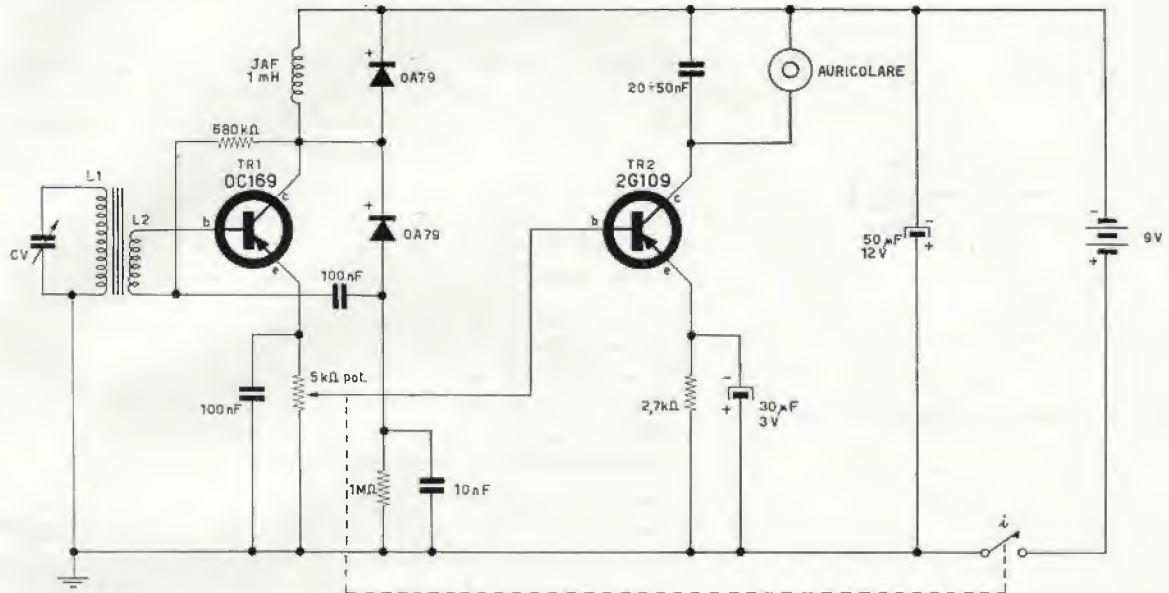 JAF
1 mH
+
OA79
680kΩ
TR1
OC169
L1
L2
CV
b
c
e
+
OA79
100nF
100nF
5kΩ pot.
1MΩ
10nF
20÷50nF
AURICOLARE
TR2
2G109
b
c
e
2,7kΩ
-
+
30µF
3V
50µF
12V
-
+
-
+
9V
i